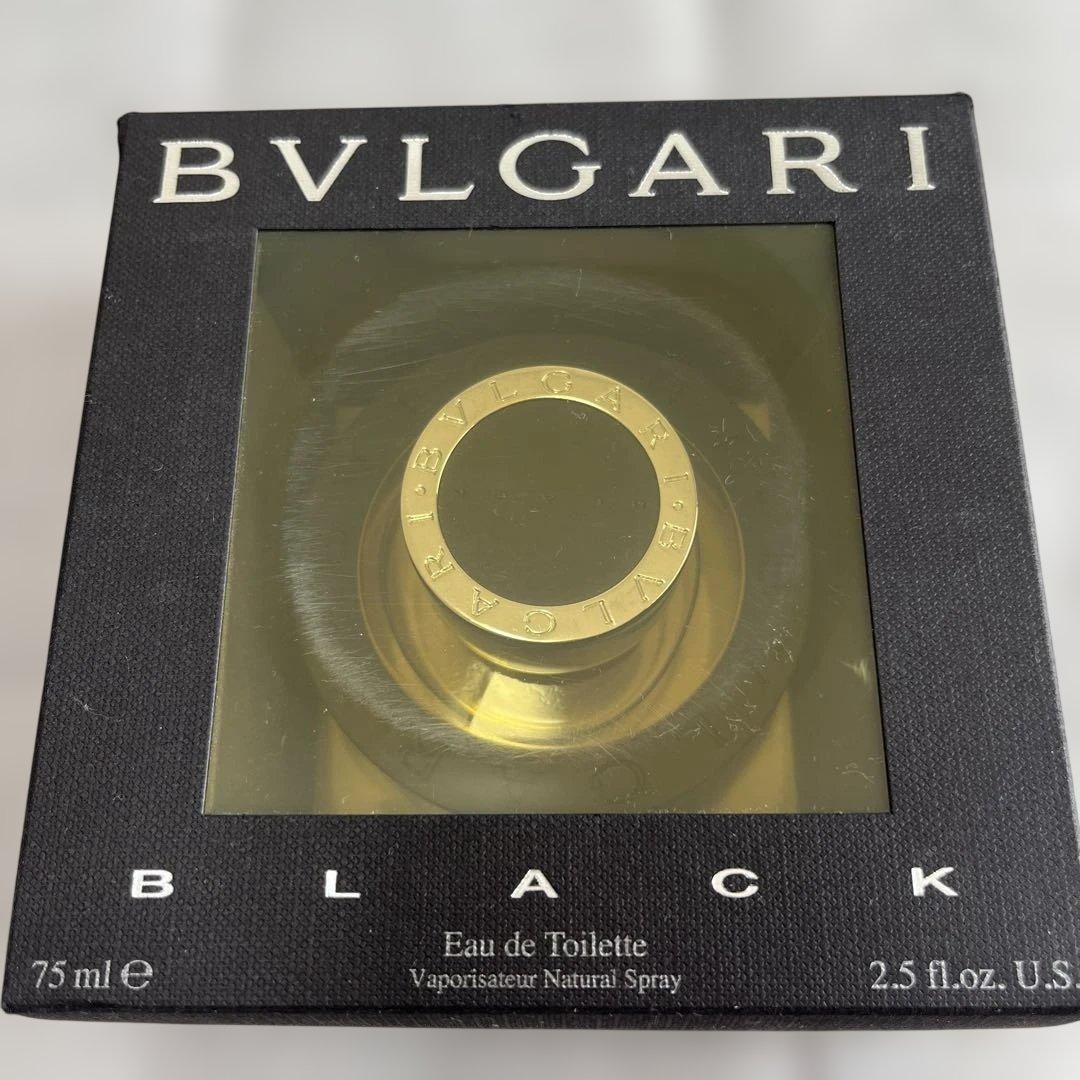 BVLGARI
BVLGARI · BVLGARI ·
BLACK
Eau de Toilette
75 ml ℮
Vaporisateur Natural Spray
2.5 fl.oz. U.S.